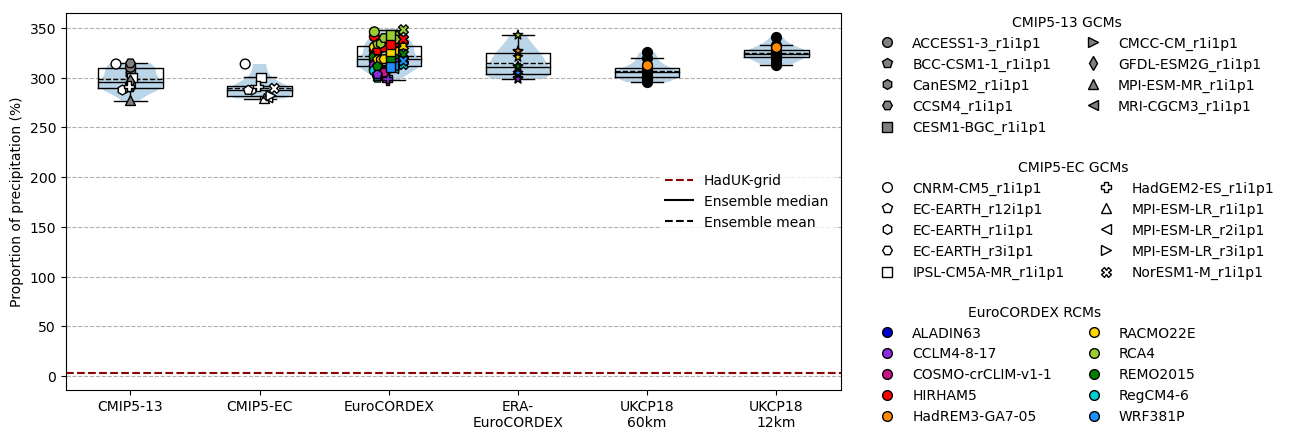 Proportion of precipitation (%)
350
300
250
200
150
100
50
0
CMIP5-13
CMIP5-EC
EuroCORDEX
ERA-
EuroCORDEX
UKCP18
60km
UKCP18
12km
HadUK-grid
Ensemble median
Ensemble mean
CMIP5-13 GCMs
ACCESS1-3_r1i1p1
BCC-CSM1-1_r1i1p1
CanESM2_r1i1p1
CCSM4_r1i1p1
CESM1-BGC_r1i1p1
CMCC-CM_r1i1p1
GFDL-ESM2G_r1i1p1
MPI-ESM-MR_r1i1p1
MRI-CGCM3_r1i1p1
CMIP5-EC GCMs
CNRM-CM5_r1i1p1
EC-EARTH_r12i1p1
EC-EARTH_r1i1p1
EC-EARTH_r3i1p1
IPSL-CM5A-MR_r1i1p1
HadGEM2-ES_r1i1p1
MPI-ESM-LR_r1i1p1
MPI-ESM-LR_r2i1p1
MPI-ESM-LR_r3i1p1
NorESM1-M_r1i1p1
EuroCORDEX RCMs
ALADIN63
CCLM4-8-17
COSMO-crCLIM-v1-1
HIRHAM5
HadREM3-GA7-05
RACMO22E
RCA4
REMO2015
RegCM4-6
WRF381P